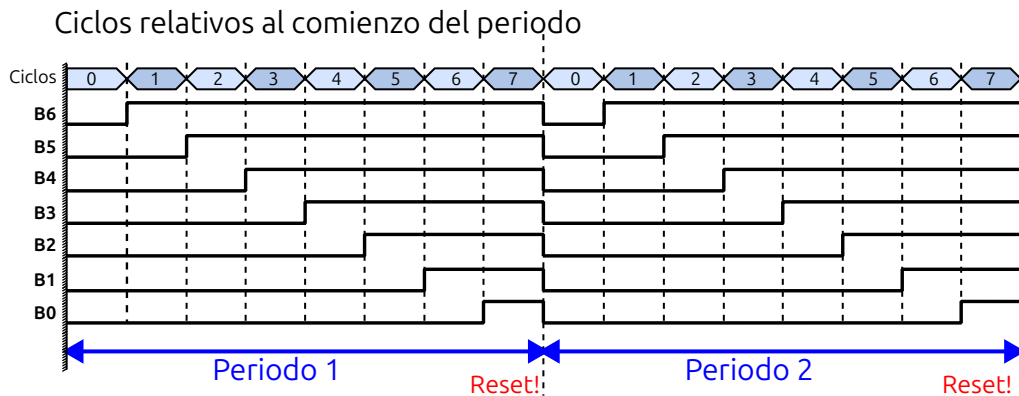 Ciclos relativos al comienzo del periodo
Ciclos 0 1 2 3 4 5 6 7 0 1 2 3 4 5 6 7
B6
B5
B4
B3
B2
B1
B0
Periodo 1 Periodo 2
Reset! Reset!